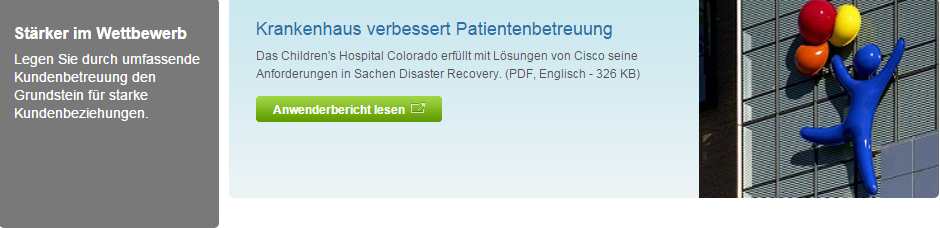 Stärker im Wettbewerb
Legen Sie durch umfassende
Kundenbetreuung den
Grundstein für starke
Kundenbeziehungen.
Krankenhaus verbessert Patientenbetreuung
Das Children's Hospital Colorado erfüllt mit Lösungen von Cisco seine
Anforderungen in Sachen Disaster Recovery. (PDF, Englisch - 326 KB)
Anwenderbericht lesen